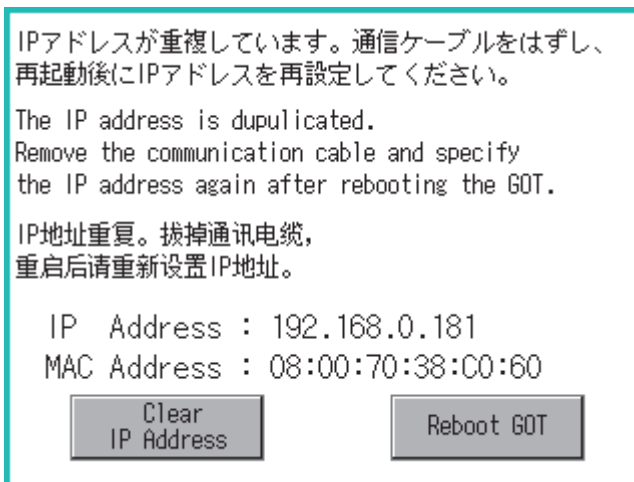 IPアドレスが重複しています。通信ケーブルをはずし、
再起動後にIPアドレスを再設定してください。
The IP address is dupulicated.
Remove the communication cable and specify
the IP address again after rebooting the GOT.
IP地址重复。拔掉通讯电缆,
重启后请重新设置IP地址。
IP Address : 192.168.0.181
MAC Address : 08:00:70:38:C0:60
Clear
IP Address
Reboot GOT